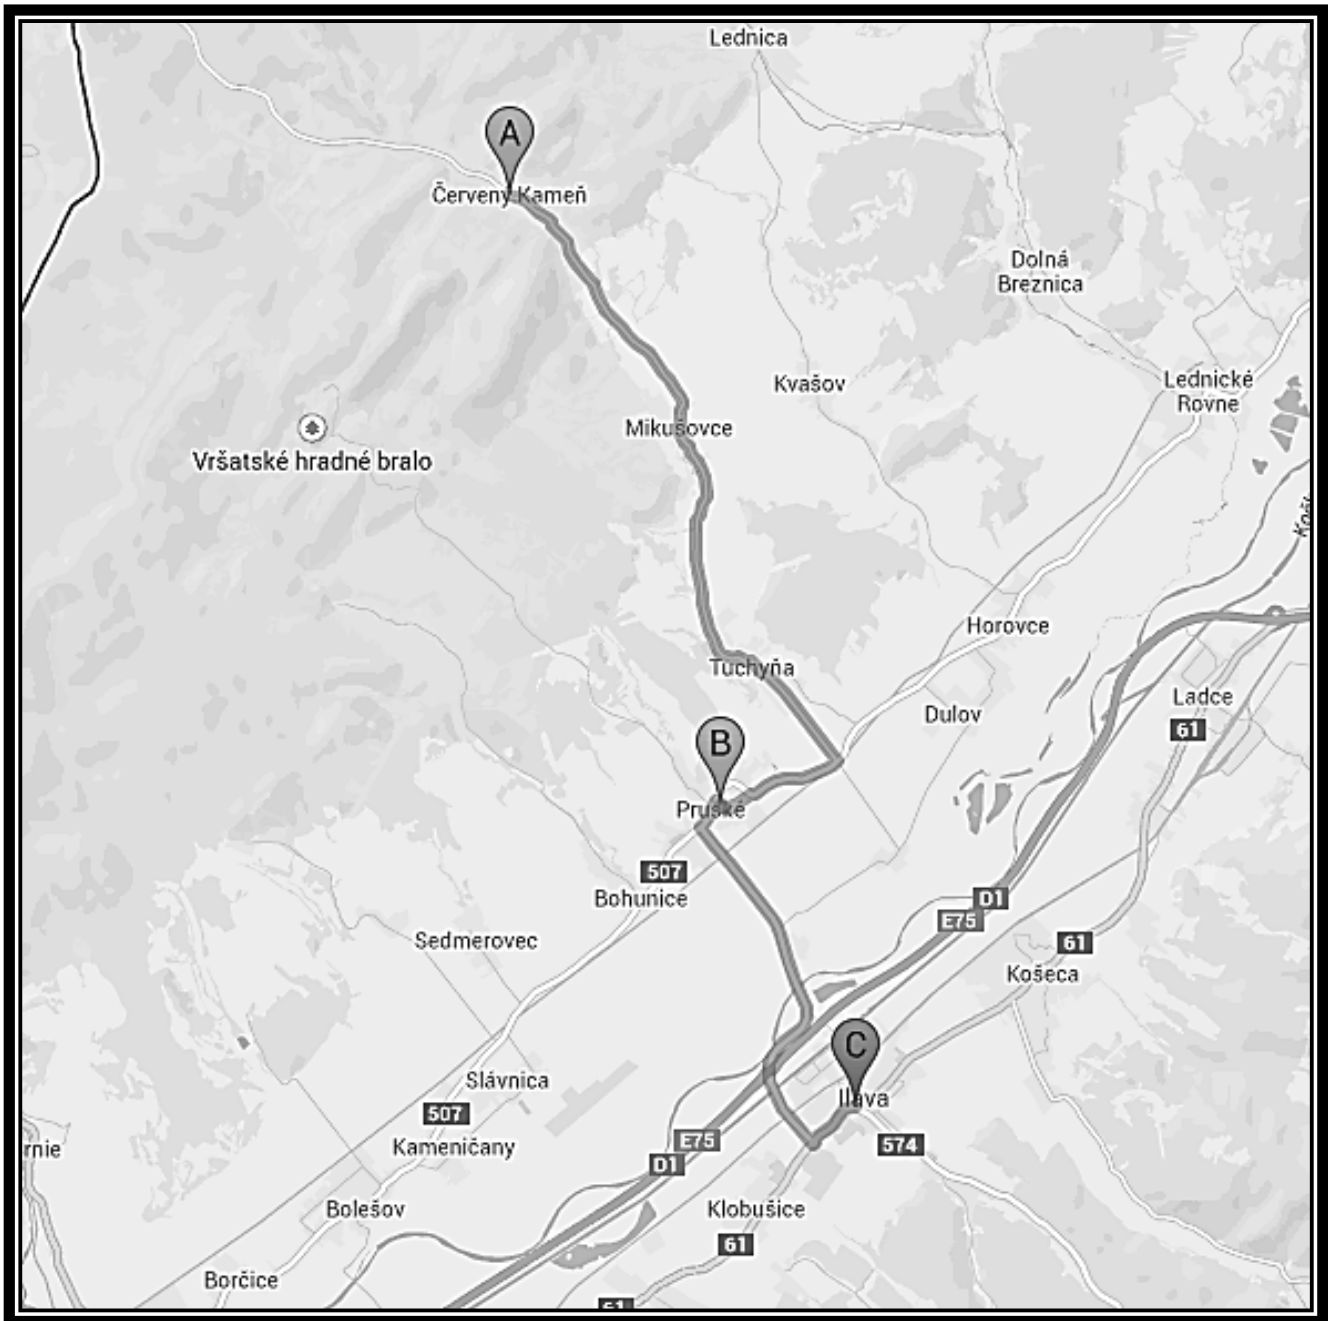 Lednica
A
Červený Kameň
Dolná
Breznica
Kvašov
Lednické
Rovne
Mikušovce
Vršatské hradné bralo
Horovce
Tuchyňa
Ladce
Dulov
61
B
Pruské
507
Bohunice
D1
E75
Sedmerovec
61
Košeca
C
Slávnica
Ilava
507
Kameničany
E75
574
D1
Bolešov
Klobušice
61
Borčice
61